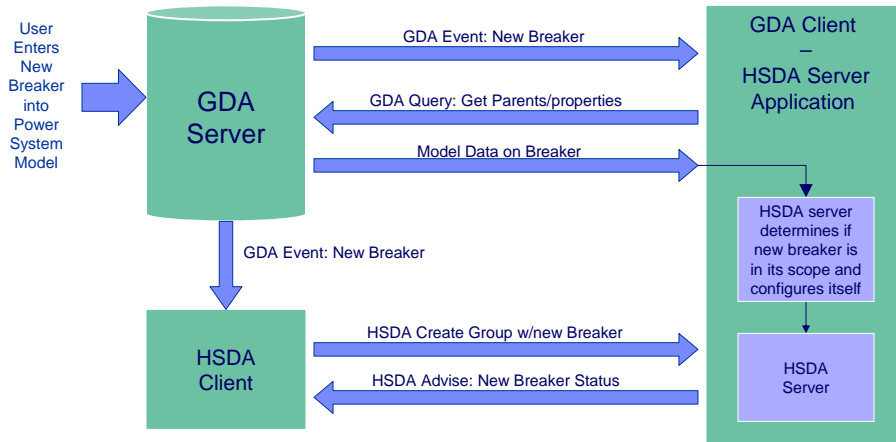 User
Enters
New
Breaker
into
Power
System
Model
GDA
Server
GDA Event: New Breaker
GDA Query: Get Parents/properties
Model Data on Breaker
GDA Client
–
HSDA Server
Application
HSDA server
determines if
new breaker is
in its scope and
configures itself
GDA Event: New Breaker
HSDA
Client
HSDA Create Group w/new Breaker
HSDA Advise: New Breaker Status
HSDA
Server